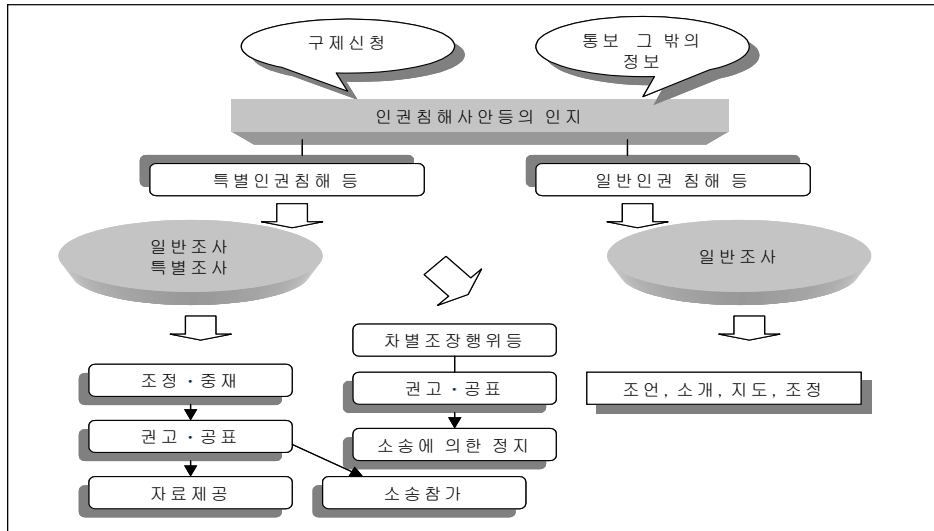 구제신청
통보 그 밖의
정보
인권침해사안등의 인지
특별인권침해 등
일반인권 침해 등
일반조사
특별조사
일반조사
차별조장행위등
조정·중재
권고·공표
조언, 소개, 지도, 조정
권고·공표
소송에 의한 정지
자료제공
소송참가